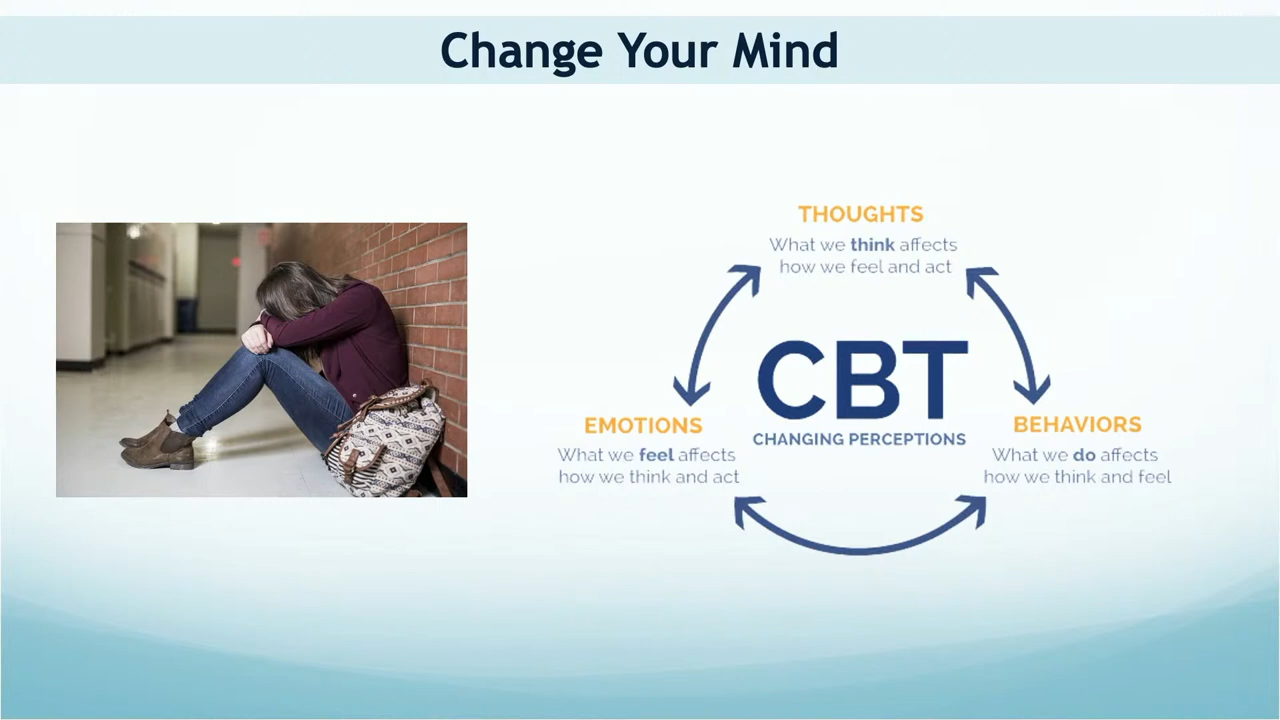 Change Your Mind
THOUGHTS
What we think affects
how we feel and act
CBT
CHANGING PERCEPTIONS
EMOTIONS
What we feel affects
how we think and act
BEHAVIORS
What we do affects
how we think and feel